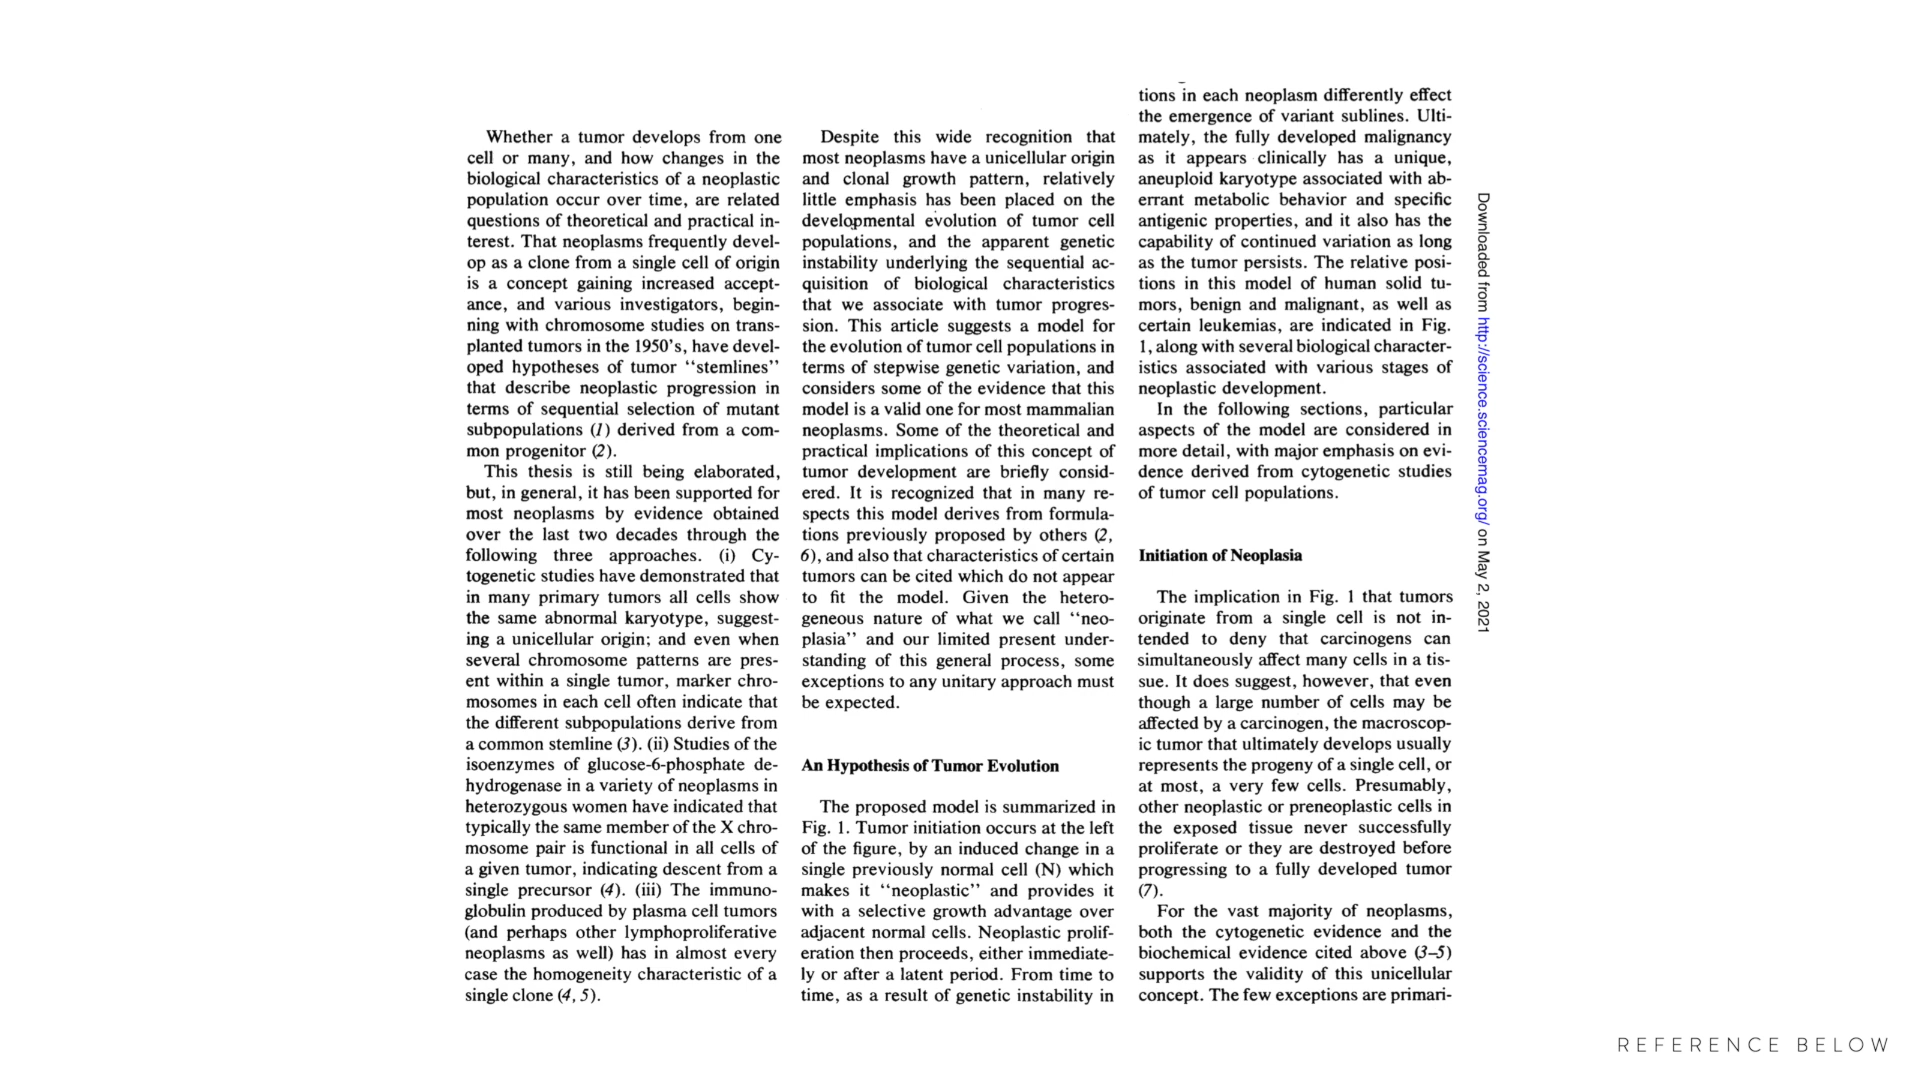 Whether a tumor develops from one
cell or many, and how changes in the
biological characteristics of a neoplastic
population occur over time, are related
questions of theoretical and practical in-
terest. That neoplasms frequently devel-
op as a clone from a single cell of origin
is a concept gaining increased accept-
ance, and various investigators, begin-
ning with chromosome studies on trans-
planted tumors in the 1950's, have devel-
oped hypotheses of tumor "stemlines"
that describe neoplastic progression in
terms of sequential selection of mutant
subpopulations (1) derived from a com-
mon progenitor (2).
This thesis is still being elaborated,
but, in general, it has been supported for
most neoplasms by evidence obtained
over the last two decades through the
following three approaches. (i) Cy-
togenetic studies have demonstrated that
in many primary tumors all cells show
the same abnormal karyotype, suggest-
ing a unicellular origin; and even when
several chromosome patterns are pres-
ent within a single tumor, marker chro-
mosomes in each cell often indicate that
the different subpopulations derive from
a common stemline (3). (ii) Studies of the
isoenzymes of glucose-6-phosphate de-
hydrogenase in a variety of neoplasms in
heterozygous women have indicated that
typically the same member of the X chro-
mosome pair is functional in all cells of
a given tumor, indicating descent from a
single precursor (4). (iii) The immuno-
globulin produced by plasma cell tumors
(and perhaps other lymphoproliferative
neoplasms as well) has in almost every
case the homogeneity characteristic of a
single clone (4, 5).
Despite this wide recognition that
most neoplasms have a unicellular origin
and clonal growth pattern, relatively
little emphasis has been placed on the
developmental evolution of tumor cell
populations, and the apparent genetic
instability underlying the sequential ac-
quisition of biological characteristics
that we associate with tumor progres-
sion. This article suggests a model for
the evolution of tumor cell populations in
terms of stepwise genetic variation, and
considers some of the evidence that this
model is a valid one for most mammalian
neoplasms. Some of the theoretical and
practical implications of this concept of
tumor development are briefly consid-
ered. It is recognized that in many re-
spects this model derives from formula-
tions previously proposed by others (2,
6), and also that characteristics of certain
tumors can be cited which do not appear
to fit the model. Given the hetero-
geneous nature of what we call "neo-
plasia" and our limited present under-
standing of this general process, some
exceptions to any unitary approach must
be expected.
An Hypothesis of Tumor Evolution
The proposed model is summarized in
Fig. 1. Tumor initiation occurs at the left
of the figure, by an induced change in a
single previously normal cell (N) which
makes it "neoplastic" and provides it
with a selective growth advantage over
adjacent normal cells. Neoplastic prolif-
eration then proceeds, either immediate-
ly or after a latent period. From time to
time, as a result of genetic instability in
tions in each neoplasm differently effect
the emergence of variant sublines. Ulti-
mately, the fully developed malignancy
as it appears clinically has a unique,
aneuploid karyotype associated with ab-
errant metabolic behavior and specific
antigenic properties, and it also has the
capability of continued variation as long
as the tumor persists. The relative posi-
tions in this model of human solid tu-
mors, benign and malignant, as well as
certain leukemias, are indicated in Fig.
1, along with several biological character-
istics associated with various stages of
neoplastic development.
In the following sections, particular
aspects of the model are considered in
more detail, with major emphasis on evi-
dence derived from cytogenetic studies
of tumor cell populations.
Initiation of Neoplasia
The implication in Fig. 1 that tumors
originate from a single cell is not in-
tended to deny that carcinogens can
simultaneously affect many cells in a tis-
sue. It does suggest, however, that even
though a large number of cells may be
affected by a carcinogen, the macroscop-
ic tumor that ultimately develops usually
represents the progeny of a single cell, or
at most, a very few cells. Presumably,
other neoplastic or preneoplastic cells in
the exposed tissue never successfully
proliferate or they are destroyed before
progressing to a fully developed tumor
(7).
For the vast majority of neoplasms,
both the cytogenetic evidence and the
biochemical evidence cited above (3–5)
supports the validity of this unicellular
concept. The few exceptions are primari-
Downloaded from http://science.sciencemag.org/ on May 2, 2021
REFERENCE BELOW